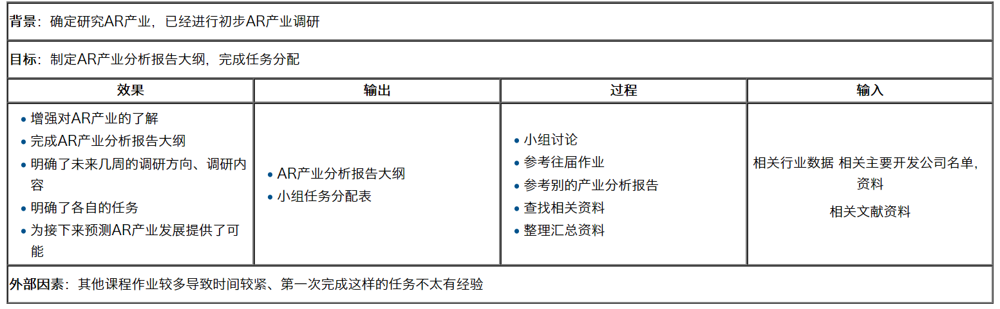 背景：确定研究AR产业，已经进行初步AR产业调研
目标：制定AR产业分析报告大纲，完成任务分配
效果
输出
过程
输入
增强对AR产业的了解
完成AR产业分析报告大纲
明确了未来几周的调研方向、调研内
容
明确了各自的任务
为接下来预测AR产业发展提供了可
能
AR产业分析报告大纲
小组任务分配表
小组讨论
参考往届作业
参考别的产业分析报告
查找相关资料
整理汇总资料
相关行业数据 相关主要开发公司名单，
资料
相关文献资料
外部因素：其他课程作业较多导致时间较紧、第一次完成这样的任务不太有经验